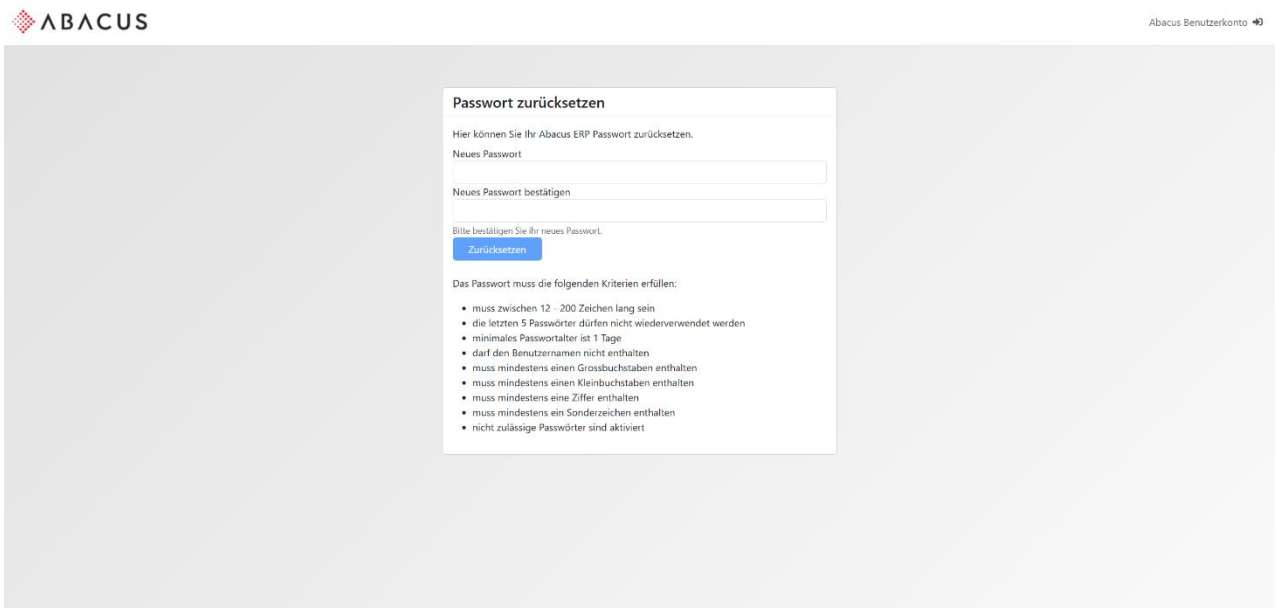 ABACUS
Abacus Benutzerkonto
Passwort zurücksetzen
Hier können Sie Ihr Abacus ERP Passwort zurücksetzen.
Neues Passwort
Neues Passwort bestätigen
Bitte bestätigen Sie ihr neues Passwort.
Zurücksetzen
Das Passwort muss die folgenden Kriterien erfüllen:
• muss zwischen 12 - 200 Zeichen lang sein
• die letzten 5 Passwörter dürfen nicht wiederverwendet werden
• minimales Passwortalter ist 1 Tage
• darf den Benutzernamen nicht enthalten
• muss mindestens einen Grossbuchstaben enthalten
• muss mindestens einen Kleinbuchstaben enthalten
• muss mindestens eine Ziffer enthalten
• muss mindestens ein Sonderzeichen enthalten
• nicht zulässige Passwörter sind aktiviert